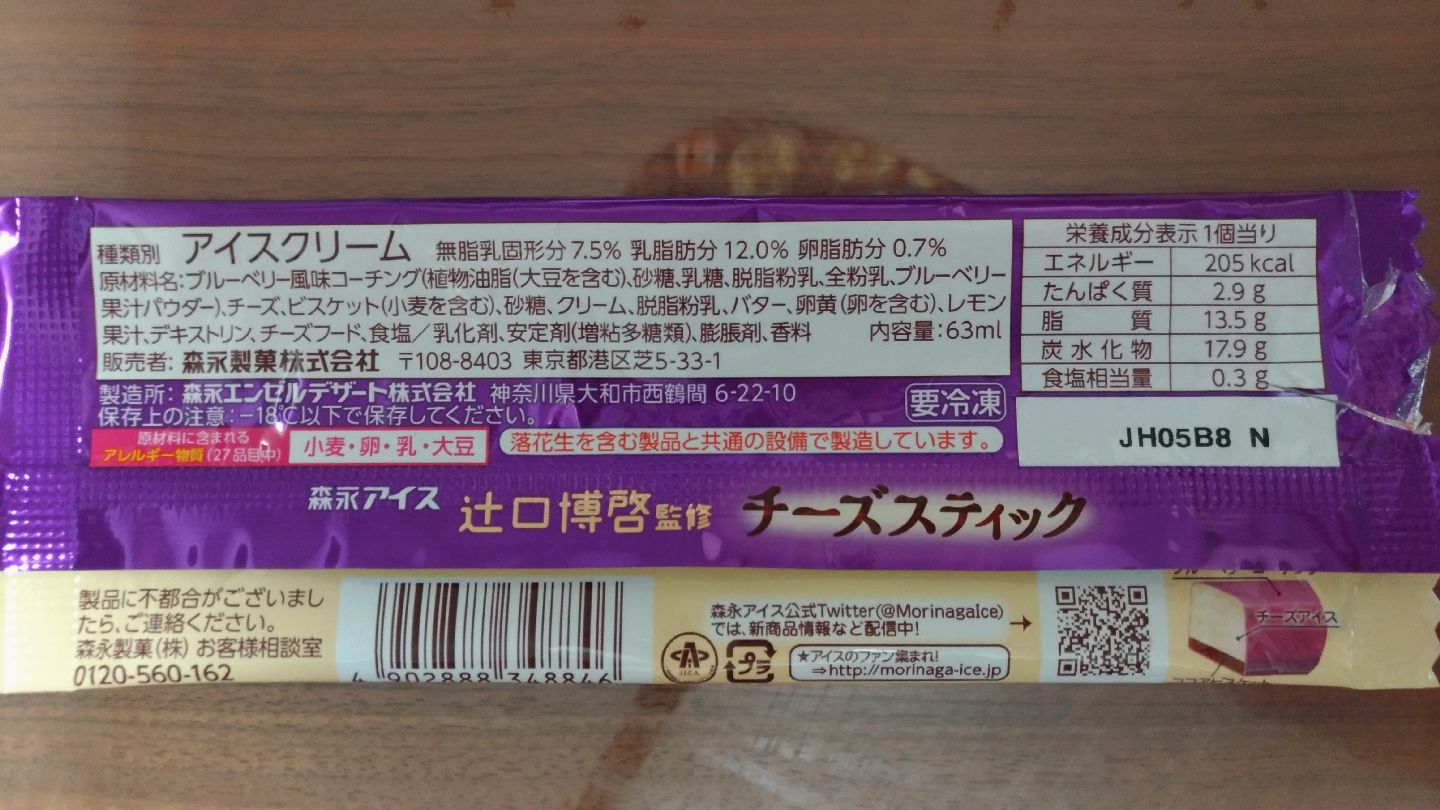 種類別 アイスクリーム 無脂乳固形分 7.5% 乳脂肪分 12.0% 卵脂肪分 0.7%
原材料名:ブルーベリー風味コーチング(植物油脂(大豆を含む)、砂糖、乳糖、脱脂粉乳、全粉乳、ブルーベリー
果汁パウダー)、チーズ、ビスケット(小麦を含む)、砂糖、クリーム、脱脂粉乳、バター、卵黄(卵を含む)、レモン
果汁、デキストリン、チーズフード、食塩/乳化剤、安定剤(増粘多糖類)、膨脹剤、香料 内容量:63ml
販売者:森永製菓株式会社 〒108-8403 東京都港区芝5-33-1
製造所:森永エンゼルデザート株式会社 神奈川県大和市西鶴間 6-22-10
保存上の注意:-18℃以下で保存してください。
要冷凍
原材料に含まれる
アレルギー物質(27品目中)
小麦・卵・乳・大豆
落花生を含む製品と共通の設備で製造しています。
栄養成分表示 1個当り
エネルギー 205 kcal
たんぱく質 2.9 g
脂質 13.5 g
炭水化物 17.9 g
食塩相当量 0.3 g
JH05B8 N
森永アイス 辻口博啓監修 チーズスティック
製品に不都合がございまし
たら、ご連絡ください。
森永製菓(株) お客様相談室
0120-560-162
4 902888 348846
森永アイス公式Twitter(@MorinagaIce)
では、新商品情報など配信中!
プラ
★アイスのファン集まれ!
⇒http://morinaga-ice.jp
チーズアイス